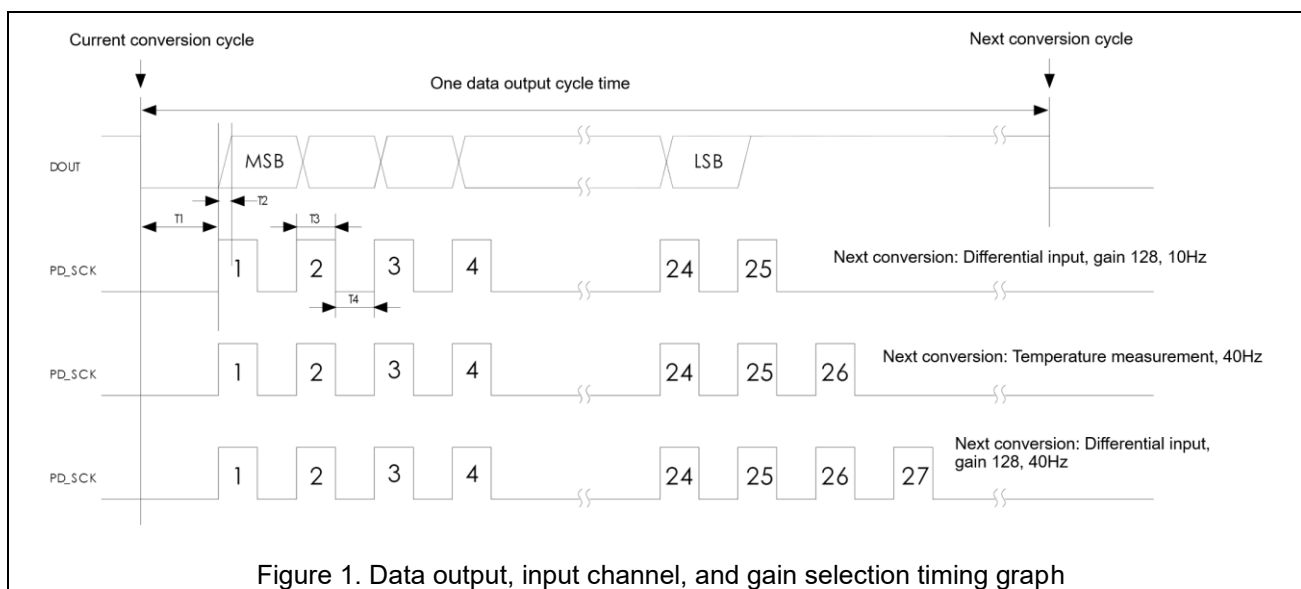 Current conversion cycle
Next conversion cycle
One data output cycle time
DOUT
MSB
LSB
T2
T1
T3
PD_SCK
1
2
3
4
24
25
Next conversion: Differential input, gain 128, 10Hz
T4
PD_SCK
1
2
3
4
24
25
26
Next conversion: Temperature measurement, 40Hz
PD_SCK
1
2
3
4
24
25
26
27
Next conversion: Differential input,
gain 128, 40Hz
Figure 1. Data output, input channel, and gain selection timing graph